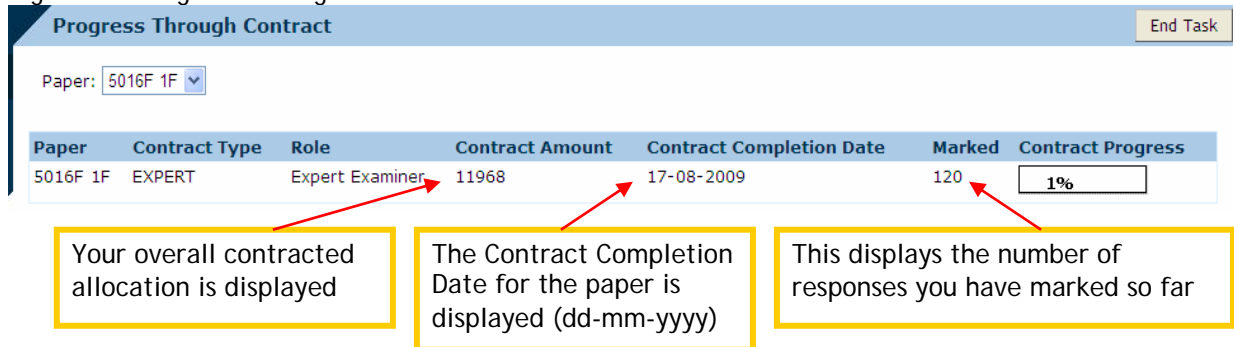 Progress Through Contract End Task
Paper: 5016F 1F
Paper Contract Type Role Contract Amount Contract Completion Date Marked Contract Progress
5016F 1F EXPERT Expert Examiner 11968 17-08-2009 120 1%
Your overall contracted
allocation is displayed
The Contract Completion
Date for the paper is
displayed (dd-mm-yyyy)
This displays the number of
responses you have marked so far